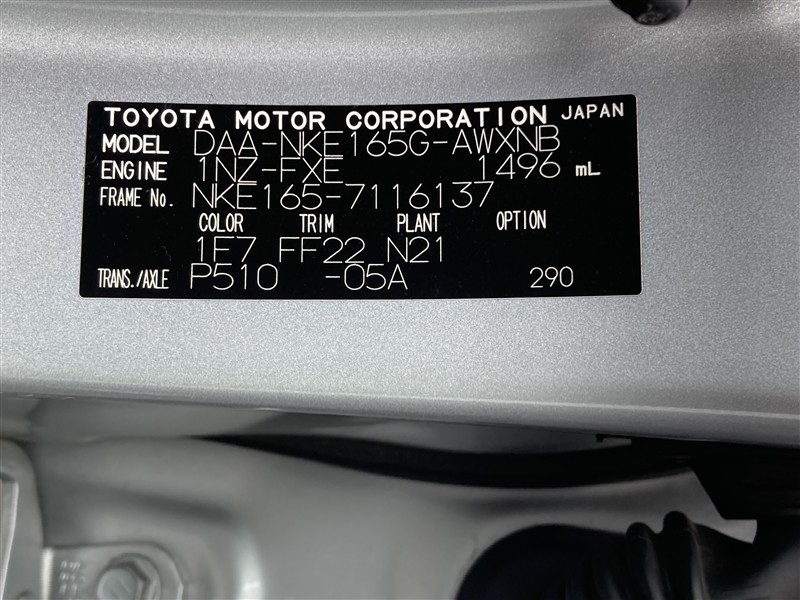 TOYOTA MOTOR CORPORATION JAPAN
MODEL DAA-NKE165G-AWXNB
ENGINE 1NZ-FXE 1496 mL
FRAME No. NKE165-7116137
COLOR TRIM PLANT OPTION
1F7 FF22 N21
TRANS./AXLE P510 -05A 290